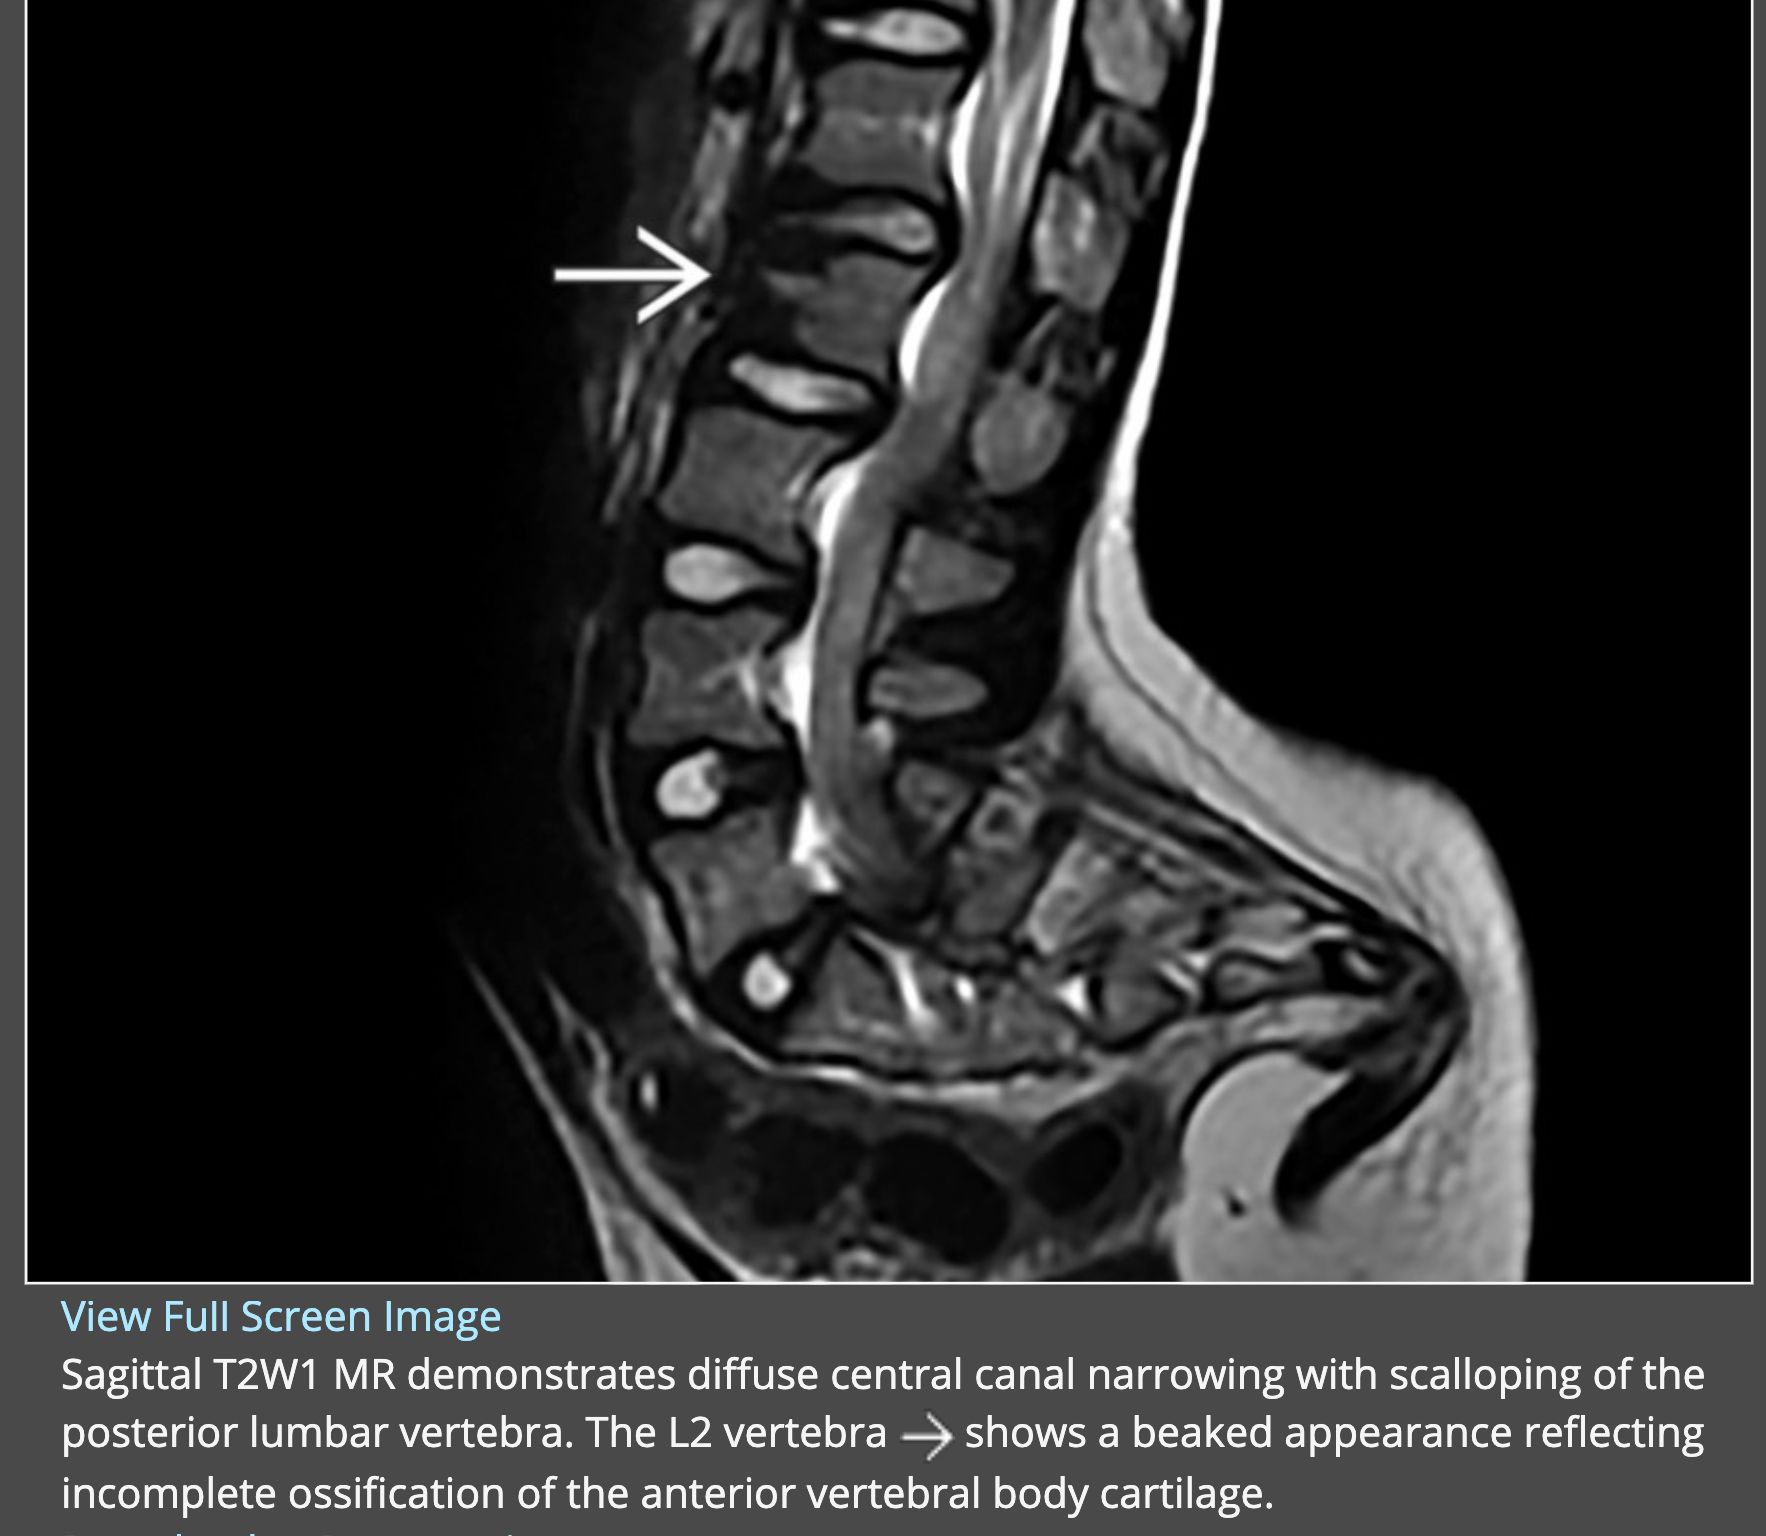 View Full Screen Image
Sagittal T2W1 MR demonstrates diffuse central canal narrowing with scalloping of the
posterior lumbar vertebra. The L2 vertebra → shows a beaked appearance reflecting
incomplete ossification of the anterior vertebral body cartilage.